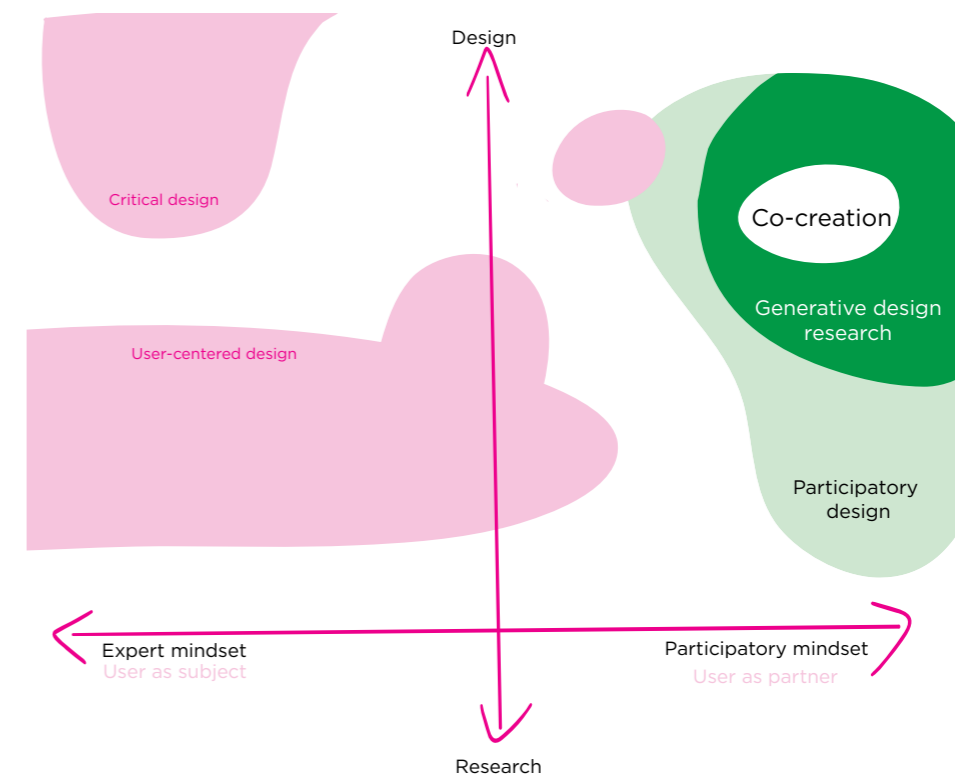 Design
Critical design
Co-creation
Generative design
research
User-centered design
Participatory
design
Expert mindset
User as subject
Participatory mindset
User as partner
Research